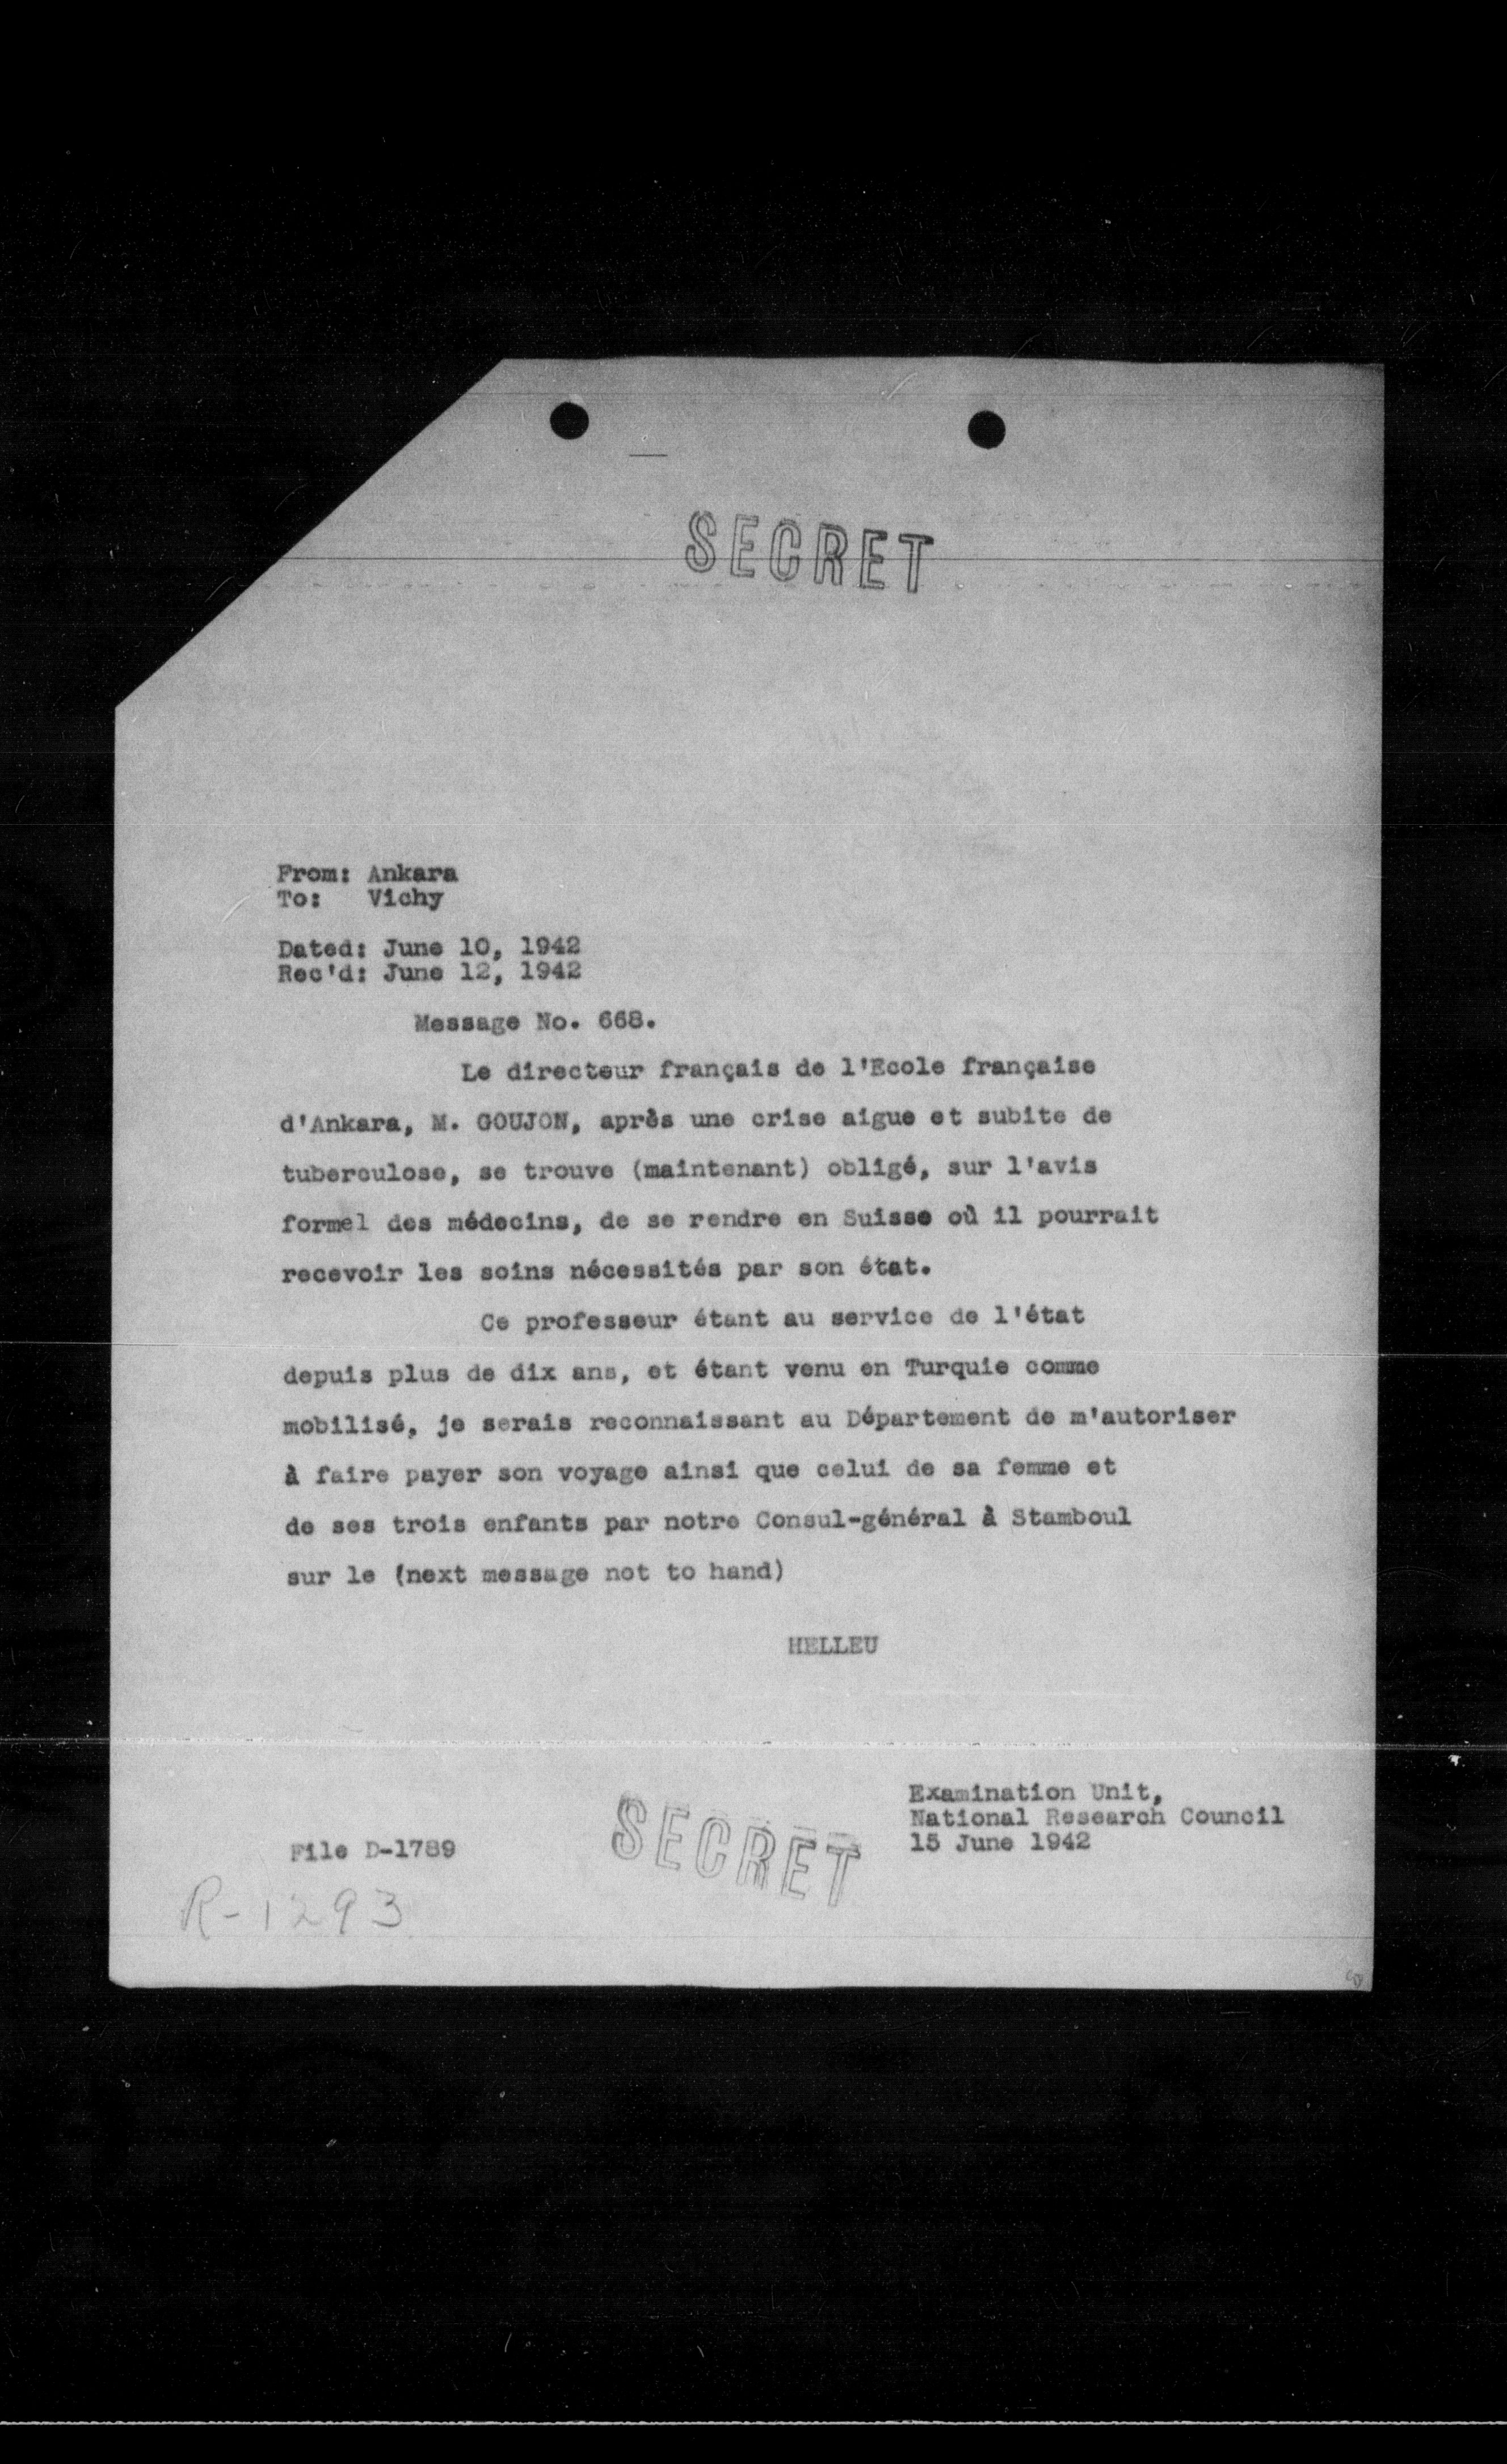 SECRET
From: Ankara
To: Vichy
Dated: June 10, 1942
Rec'd: June 12, 1942
Message No. 668.
Le directeur français de l'Ecole française
d'Ankara, M. GOUJON, après une crise aigue et subite de
tuberculose, se trouve (maintenant) obligé, sur l'avis
formel des médecins, de se rendre en Suisse où il pourrait
recevoir les soins nécessités par son état.
Ce professeur étant au service de l'état
depuis plus de dix ans, et étant venu en Turquie comme
mobilisé, je serais reconnaissant au Département de m'autoriser
à faire payer son voyage ainsi que celui de sa femme et
de ses trois enfants par notre Consul-général à Stamboul
sur le (next message not to hand)
HELLEU
Examination Unit,
National Research Council
15 June 1942
File D-1789
SECRET
R-1293